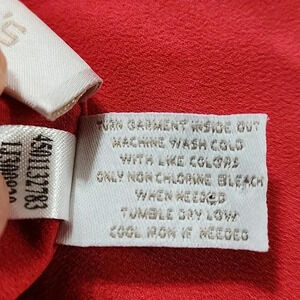 'S
TURN GARMENT INSIDE OUT
MACHINE WASH COLD
WITH LIKE COLORS
ONLY NON CHLORINE BLEACH
WHEN NEEDED
TUMBLE DRY LOW
COOL IRON IF NEEDED
4501132783